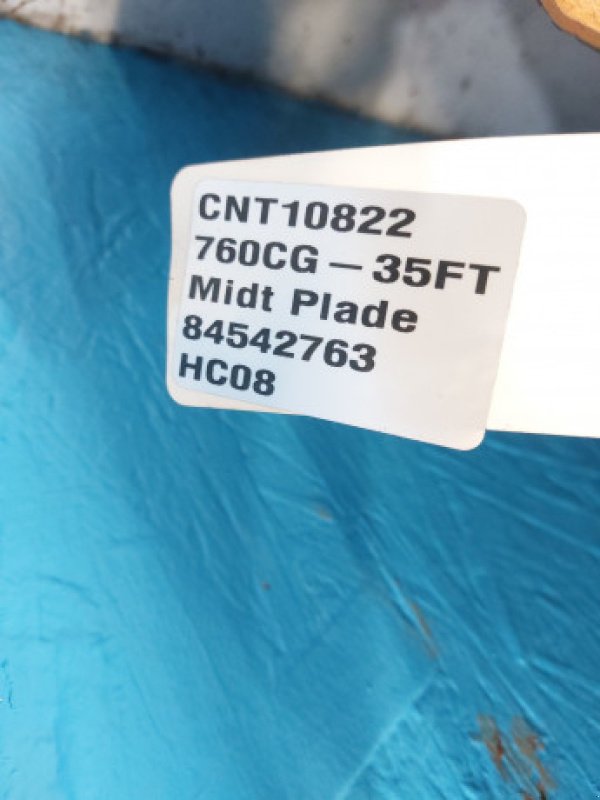 CNT10822
760CG – 35FT
Midt Plade
84542763
HC08